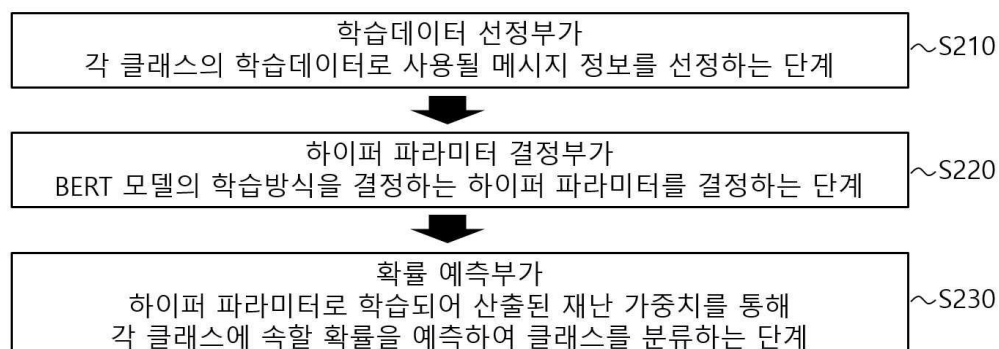 학습데이터 선정부가
각 클래스의 학습데이터로 사용될 메시지 정보를 선정하는 단계
S210
하이퍼 파라미터 결정부가
BERT 모델의 학습방식을 결정하는 하이퍼 파라미터를 결정하는 단계
S220
확률 예측부가
하이퍼 파라미터로 학습되어 산출된 재난 가중치를 통해
각 클래스에 속할 확률을 예측하여 클래스를 분류하는 단계
S230